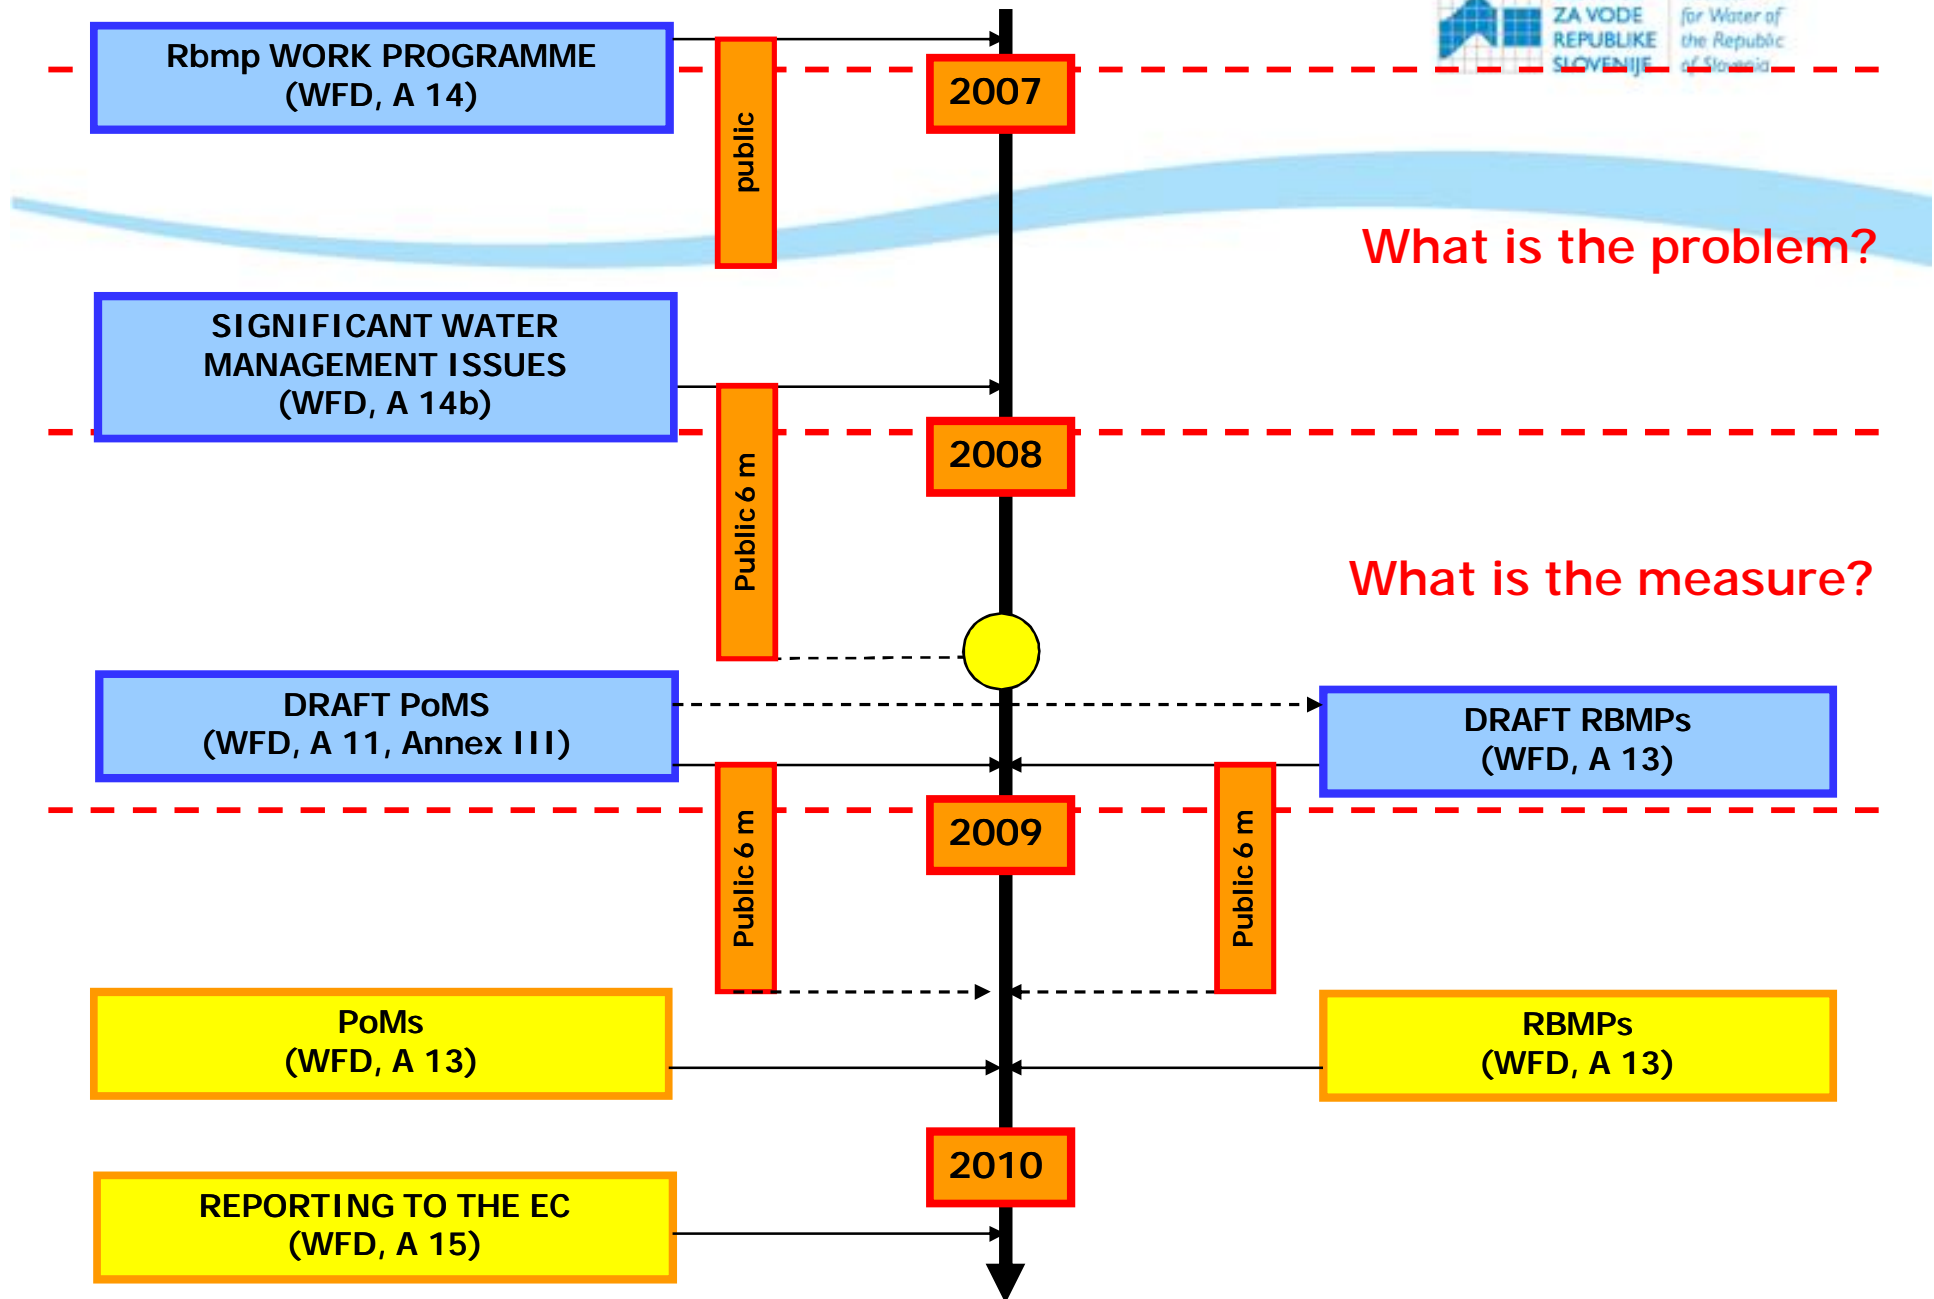 ZA VODE
REPUBLIKE
SLOVENIJE
for Water of
the Republic
of Slovenia
Rbmp WORK PROGRAMME
(WFD, A 14)
2007
public
What is the problem?
SIGNIFICANT WATER
MANAGEMENT ISSUES
(WFD, A 14b)
2008
Public 6 m
What is the measure?
DRAFT PoMS
(WFD, A 11, Annex III)
DRAFT RBMPs
(WFD, A 13)
2009
Public 6 m
Public 6 m
PoMs
(WFD, A 13)
RBMPs
(WFD, A 13)
2010
REPORTING TO THE EC
(WFD, A 15)